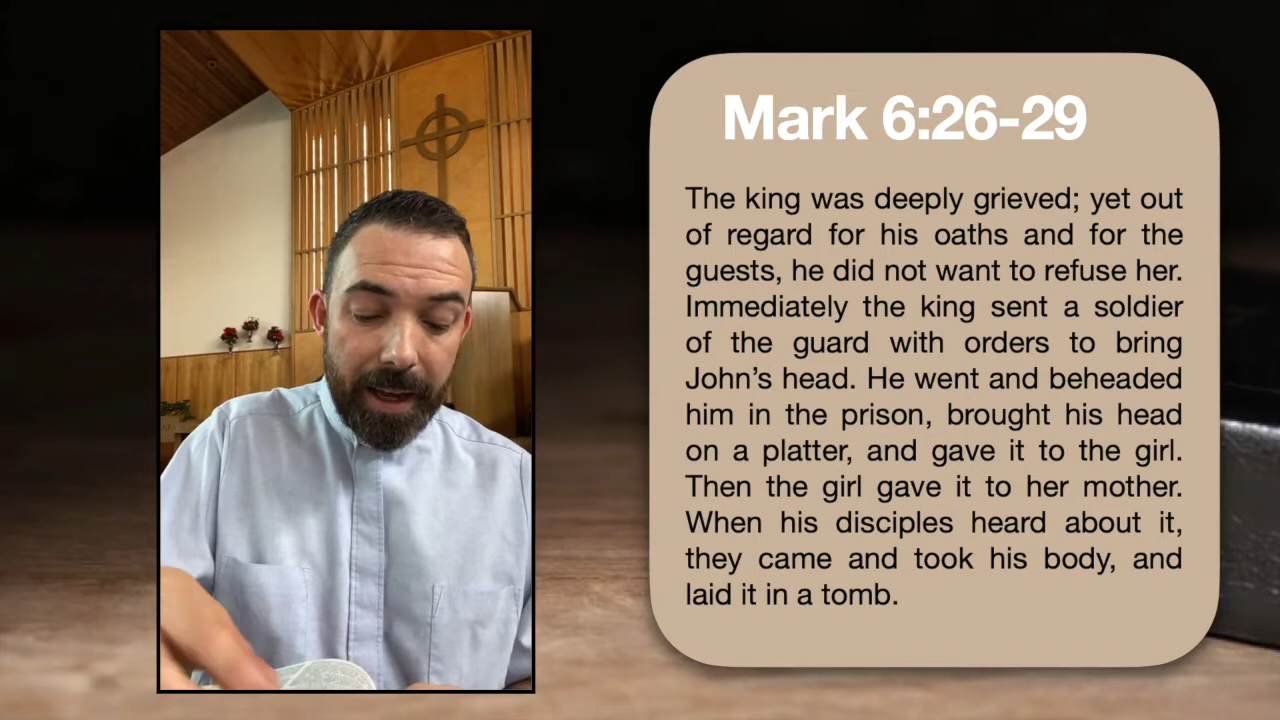 Mark 6:26-29
The king was deeply grieved; yet out
of regard for his oaths and for the
guests, he did not want to refuse her.
Immediately the king sent a soldier
of the guard with orders to bring
John’s head. He went and beheaded
him in the prison, brought his head
on a platter, and gave it to the girl.
Then the girl gave it to her mother.
When his disciples heard about it,
they came and took his body, and
laid it in a tomb.